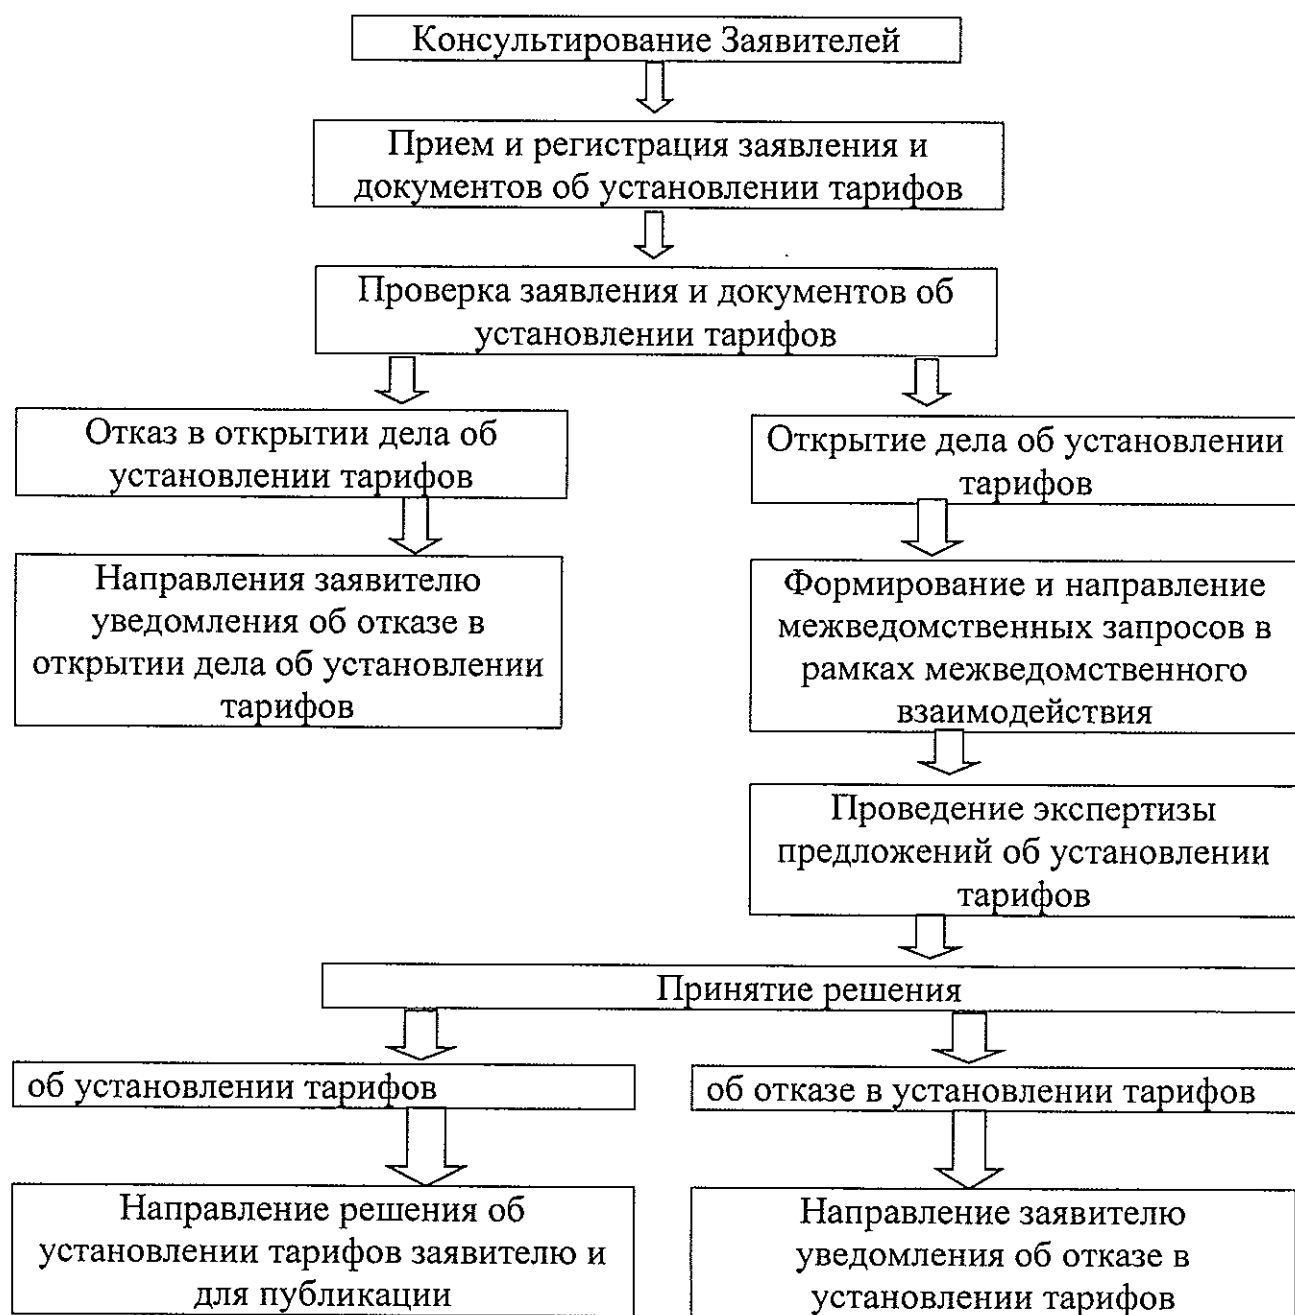 Консультирование Заявителей
Прием и регистрация заявления и
документов об установлении тарифов
Проверка заявления и документов об
установлении тарифов
Отказ в открытии дела об
установлении тарифов
Открытие дела об установлении
тарифов
Направления заявителю
уведомления об отказе в
открытии дела об установлении
тарифов
Формирование и направление
межведомственных запросов в
рамках межведомственного
взаимодействия
Проведение экспертизы
предложений об установлении
тарифов
Принятие решения
об установлении тарифов
об отказе в установлении тарифов
Направление решения об
установлении тарифов заявителю и
для публикации
Направление заявителю
уведомления об отказе в
установлении тарифов